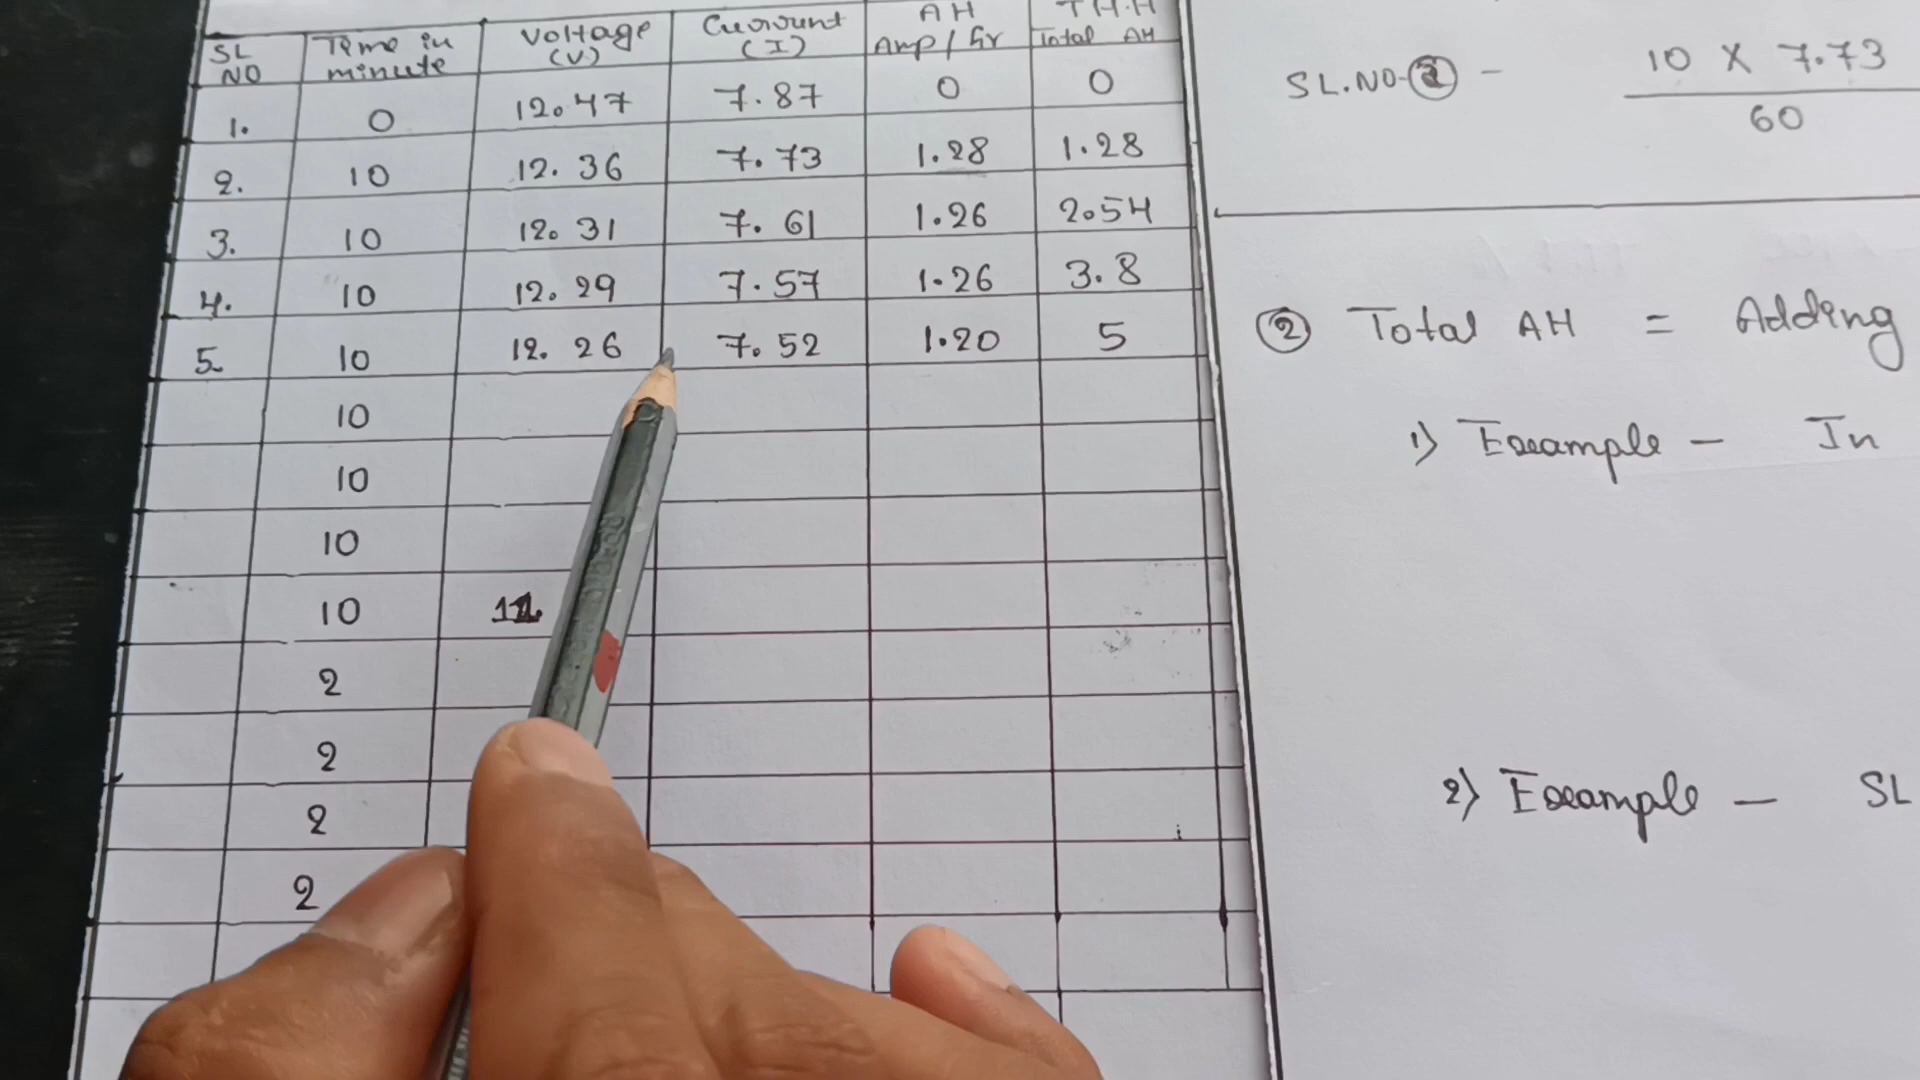 SL NO Time in minute Voltage (V) Current (I) AH Amp/hr T.H.H Total AH
1. 0 12.47 7.87 0 0
2. 10 12.36 7.73 1.28 1.28
3. 10 12.31 7.61 1.26 2.54
4. 10 12.29 7.57 1.26 3.8
5. 10 12.26 7.52 1.20 5
10
10
10
10
2
2
2
2
SL.NO-2 - 10 X 7.73
60
② Total AH = Adding
1) Example - In
2) Example - SL